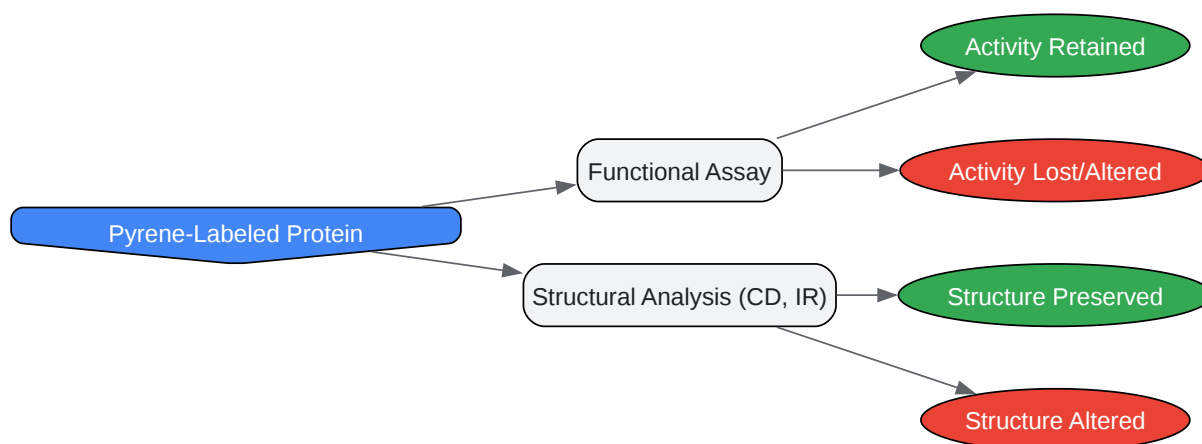 Activity Retained
Functional Assay
Activity Lost/Altered
Pyrene-Labeled Protein
Structural Analysis (CD, IR)
Structure Preserved
Structure Altered